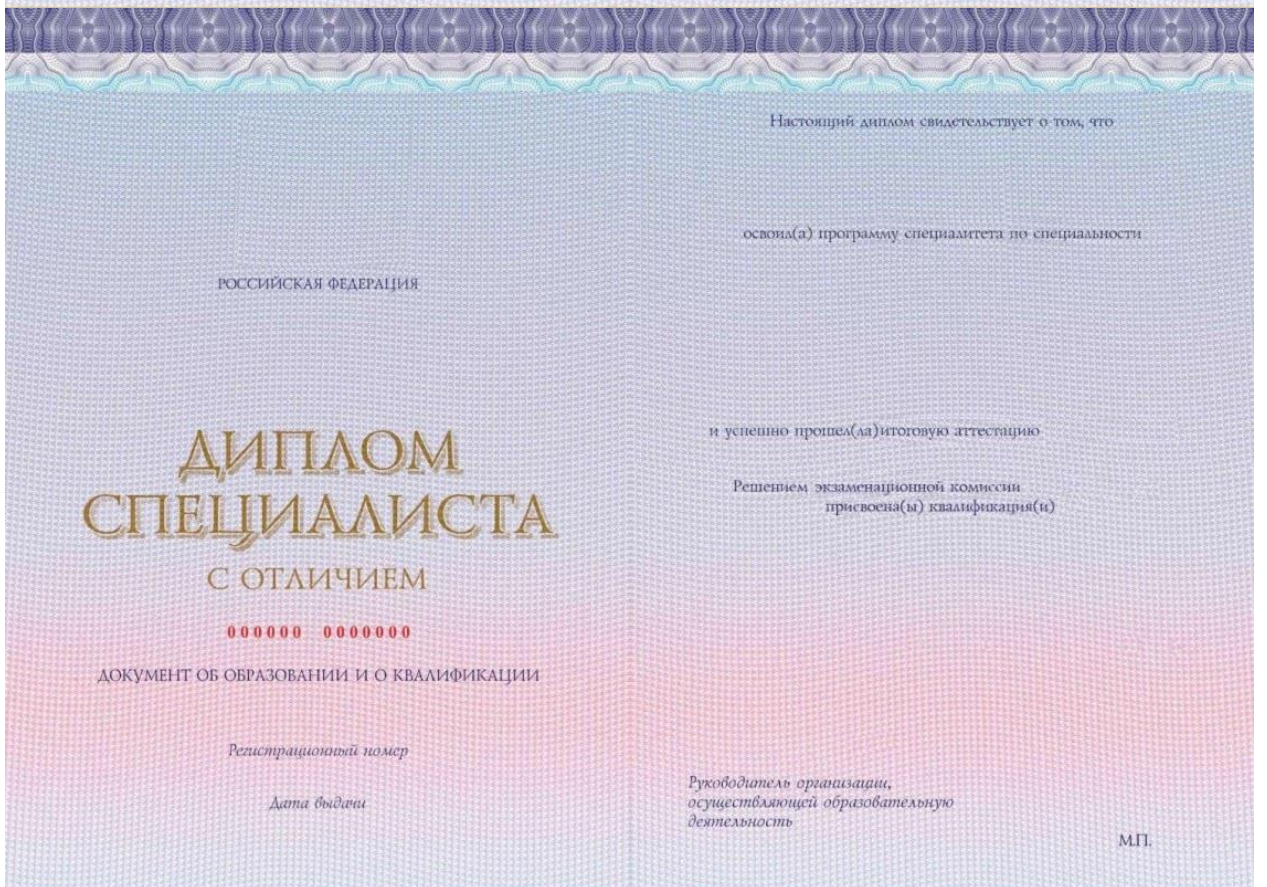 РОССИЙСКАЯ ФЕДЕРАЦИЯ
ДИПЛОМ
СПЕЦИАЛИСТА
С ОТЛИЧИЕМ
000000 0000000
ДОКУМЕНТ ОБ ОБРАЗОВАНИИ И О КВАЛИФИКАЦИИ
Регистрационный номер
Дата выдачи
Настоящий диплом свидетельствует о том, что
освоил(а) программу специалитета по специальности
и успешно прошел(ла)итоговую аттестацию
Решением экзаменационной комиссии
присвоена(ы) квалификация(и)
Руководитель организации,
осуществляющей образовательную
деятельность
М.П.